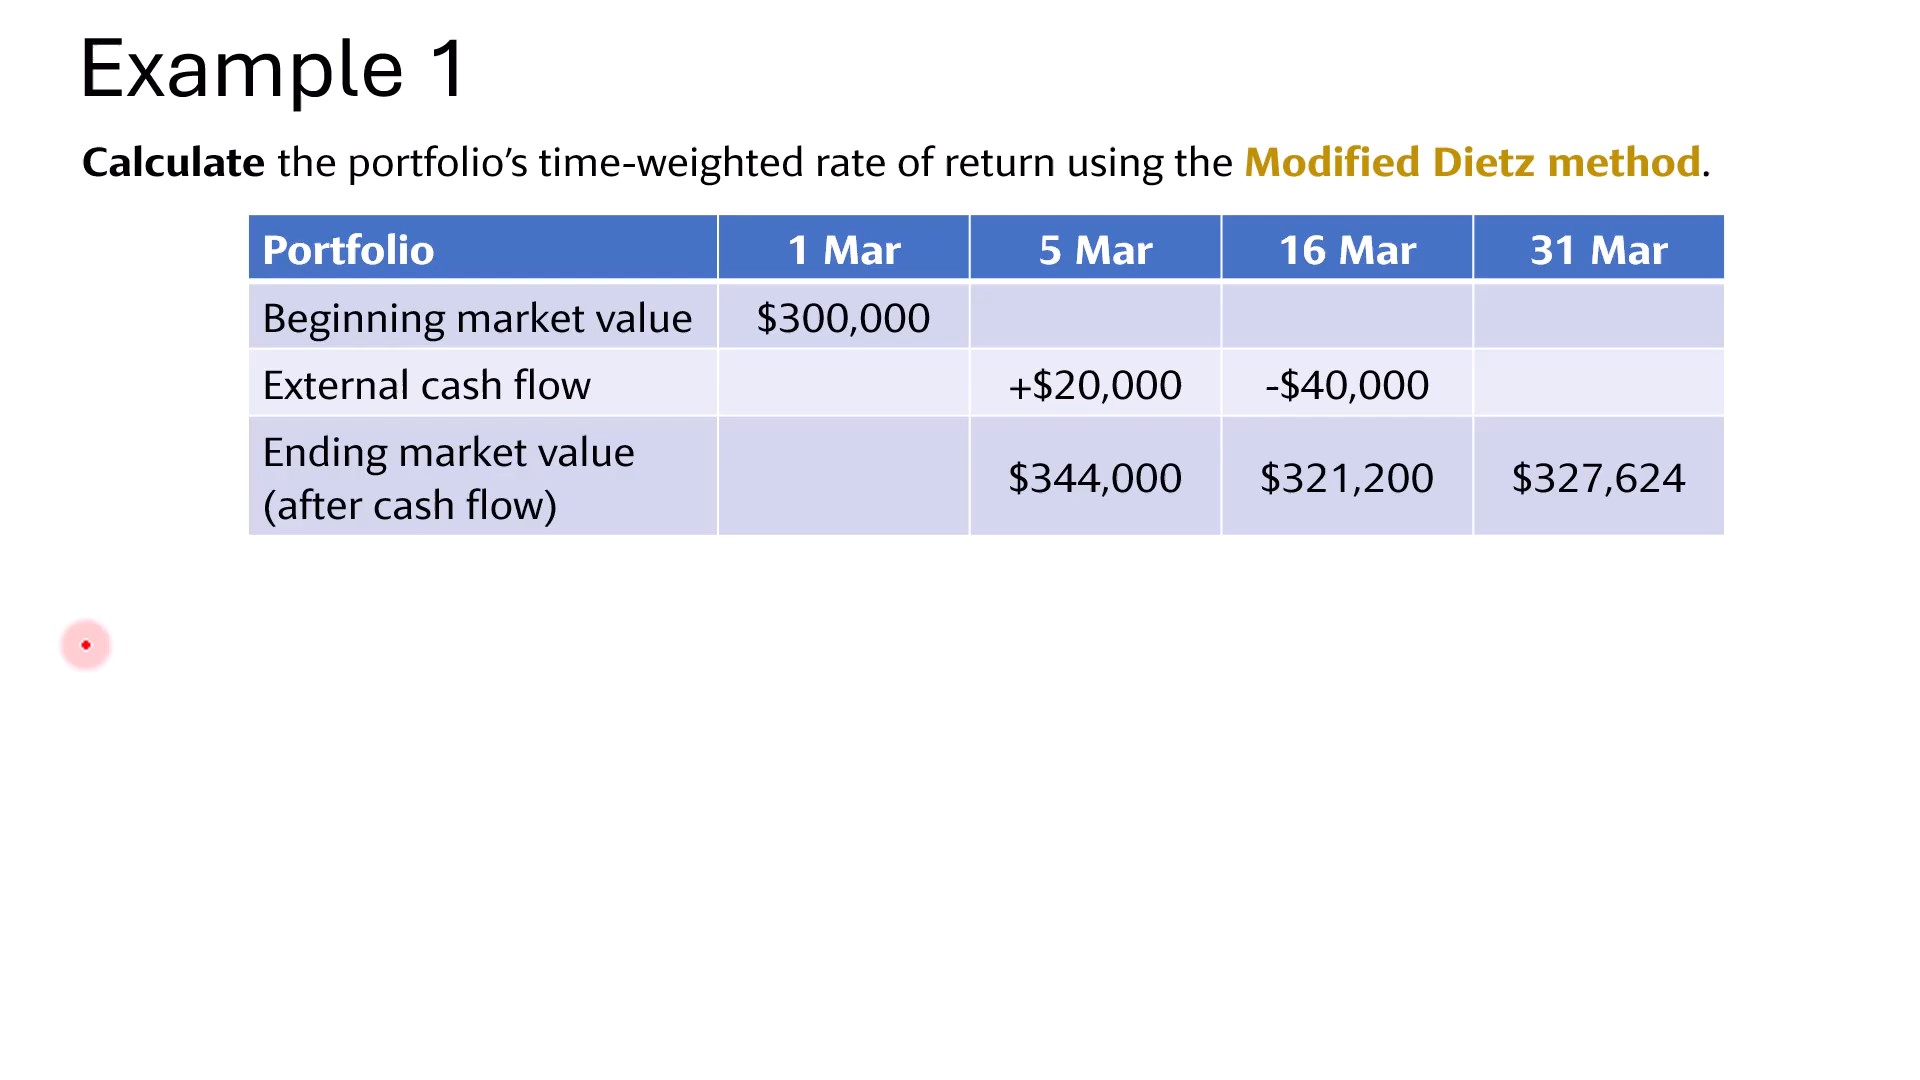 Example 1
Calculate the portfolio’s time-weighted rate of return using the Modified Dietz method.
Portfolio 1 Mar 5 Mar 16 Mar 31 Mar
Beginning market value $300,000
External cash flow +$20,000 -$40,000
Ending market value
(after cash flow) $344,000 $321,200 $327,624